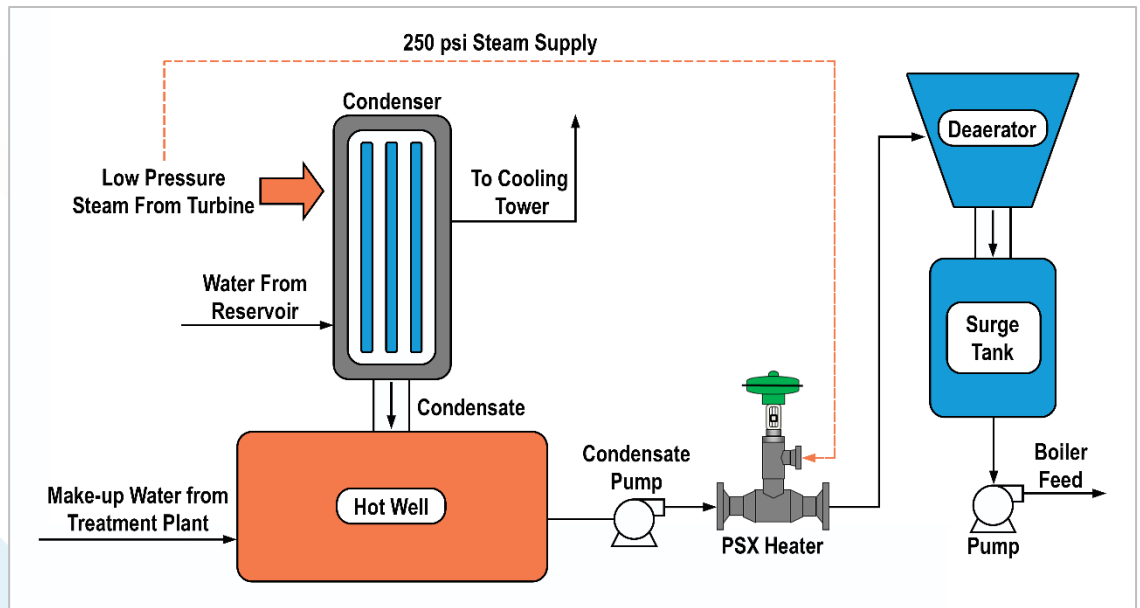 250 psi Steam Supply
Condenser
Deaerator
Low Pressure
Steam From Turbine
To Cooling
Tower
Water From
Reservoir
Surge
Tank
Condensate
Condensate
Pump
Boiler
Feed
Make-up Water from
Treatment Plant
Hot Well
PSX Heater
Pump